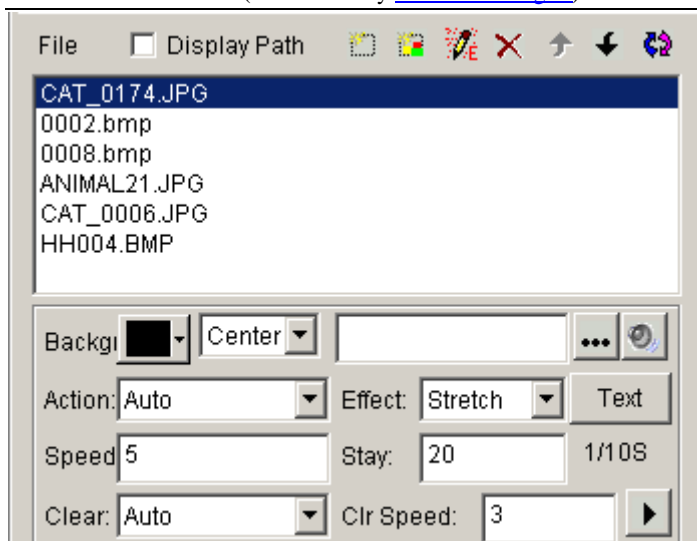 File Display Path E
CAT_0174.JPG
0002.bmp
0008.bmp
ANIMAL21.JPG
CAT_0006.JPG
HH004.BMP
Backgr Center ...
Action: Auto Effect: Stretch Text
Speed 5 Stay: 20 1/10S
Clear: Auto Clr Speed: 3